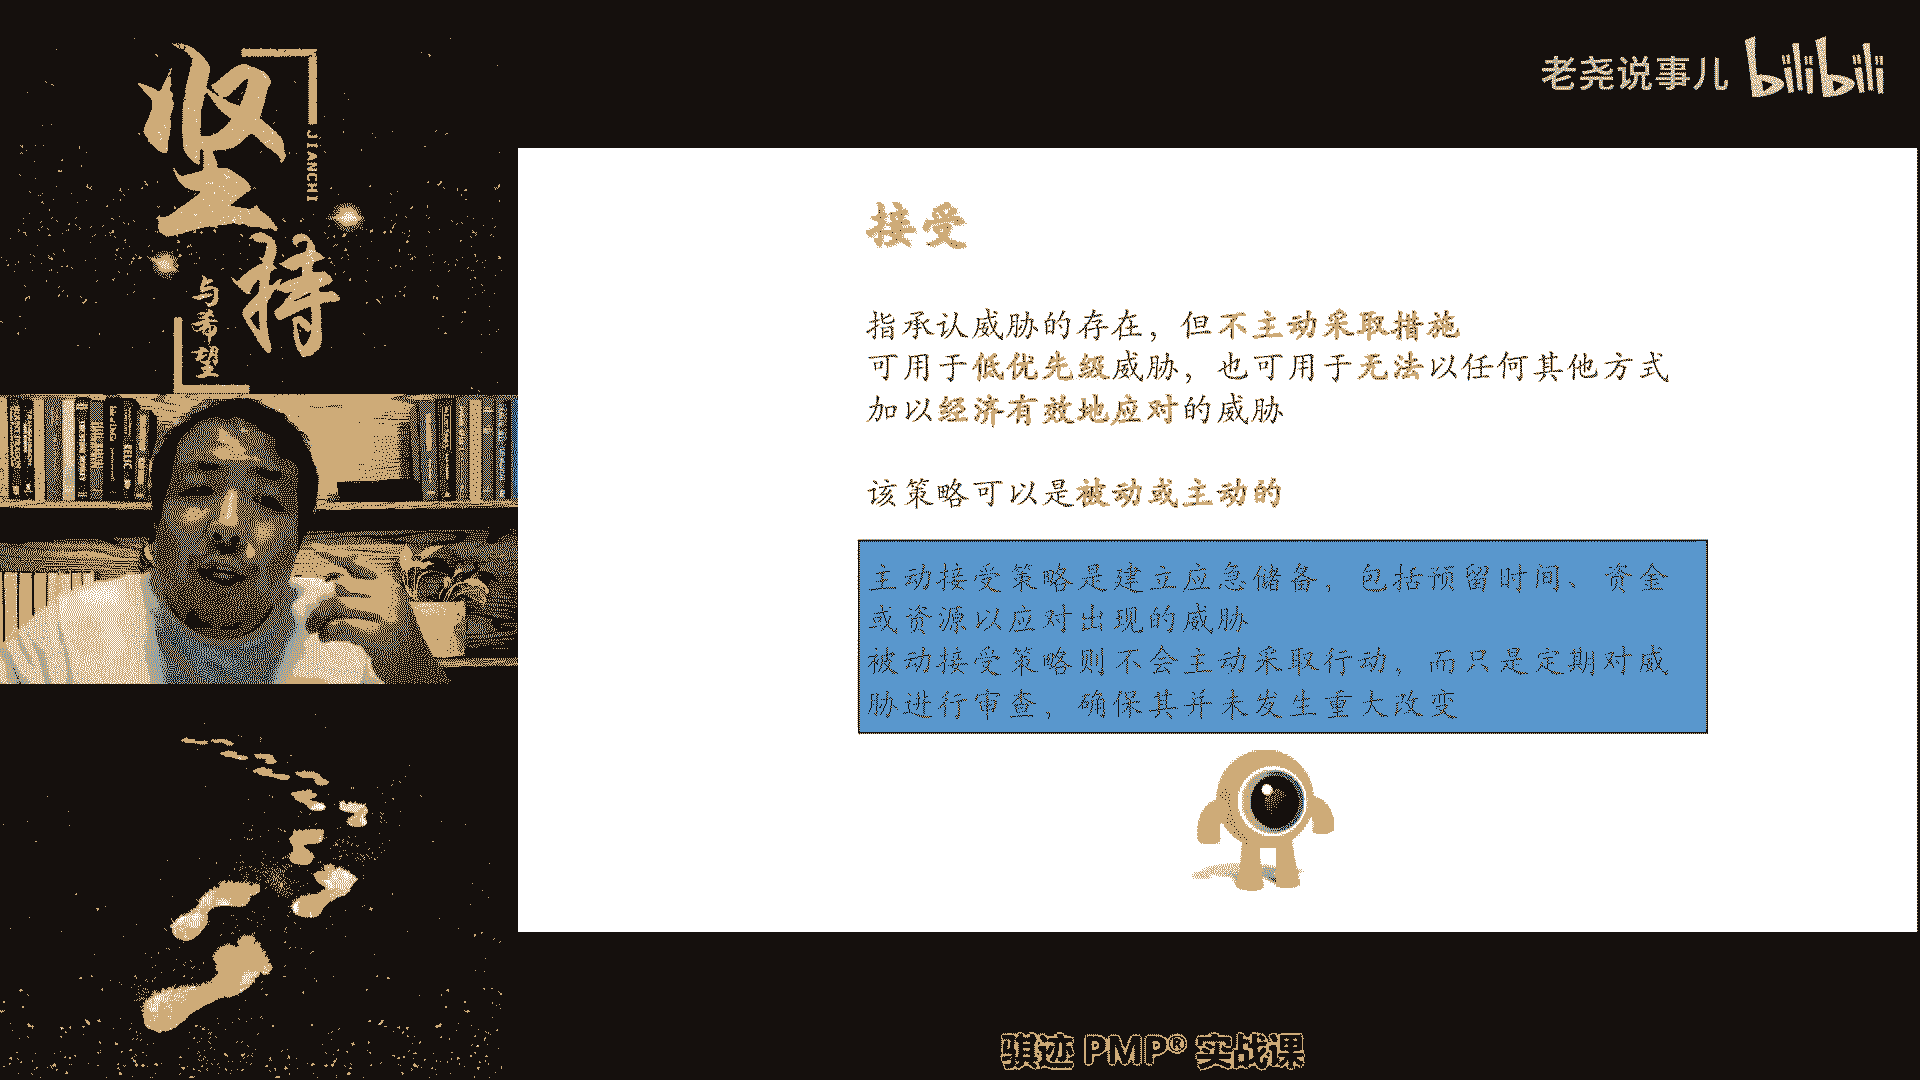 坚持
JIANCHI
与希望
老尧说事儿 bilibili
接受
指承认威胁的存在，但不主动采取措施
可用于低优先级威胁，也可用于无法以任何其他方式
加以经济有效地应对的威胁
该策略可以是被动或主动的
主动接受策略是建立应急储备，包括预留时间、资金
或资源以应对出现的威胁
被动接受策略则不会主动采取行动，而只是定期对威
胁进行审查，确保其并未发生重大改变
骐迹 PMP® 实战课